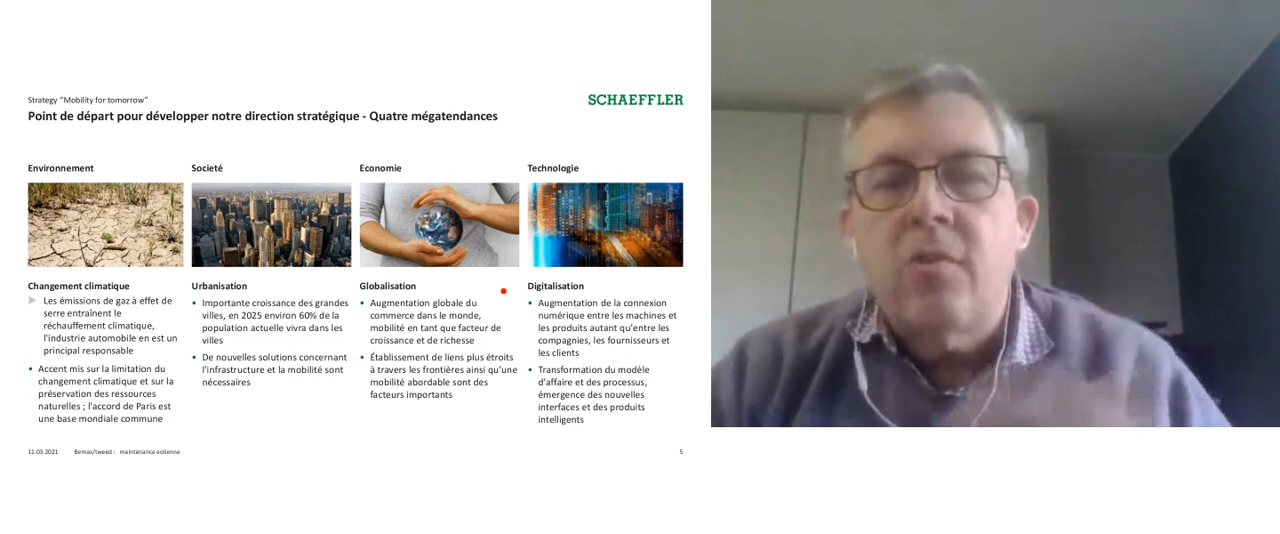 Strategy "Mobility for tomorrow"
SCHAEFFLER
Point de départ pour développer notre direction stratégique - Quatre mégatendances
Environnement
Changement climatique
Les émissions de gaz à effet de
serre entraînent le
réchauffement climatique,
l'industrie automobile en est un
principal responsable
• Accent mis sur la limitation du
changement climatique et sur la
préservation des ressources
naturelles ; l'accord de Paris est
une base mondiale commune
Societé
Urbanisation
• Importante croissance des grandes
villes, en 2025 environ 60% de la
population actuelle vivra dans les
villes
• De nouvelles solutions concernant
l'infrastructure et la mobilité sont
nécessaires
Economie
Globalisation
• Augmentation globale du
commerce dans le monde,
mobilité en tant que facteur de
croissance et de richesse
• Établissement de liens plus étroits
à travers les frontières ainsi qu'une
mobilité abordable sont des
facteurs importants
Technologie
Digitalisation
• Augmentation de la connexion
numérique entre les machines et
les produits autant qu'entre les
compagnies, les fournisseurs et
les clients
• Transformation du modèle
d'affaire et des processus,
émergence des nouvelles
interfaces et des produits
intelligents
11.03.2021 Bemas/tweed : maintenance eolienne 5